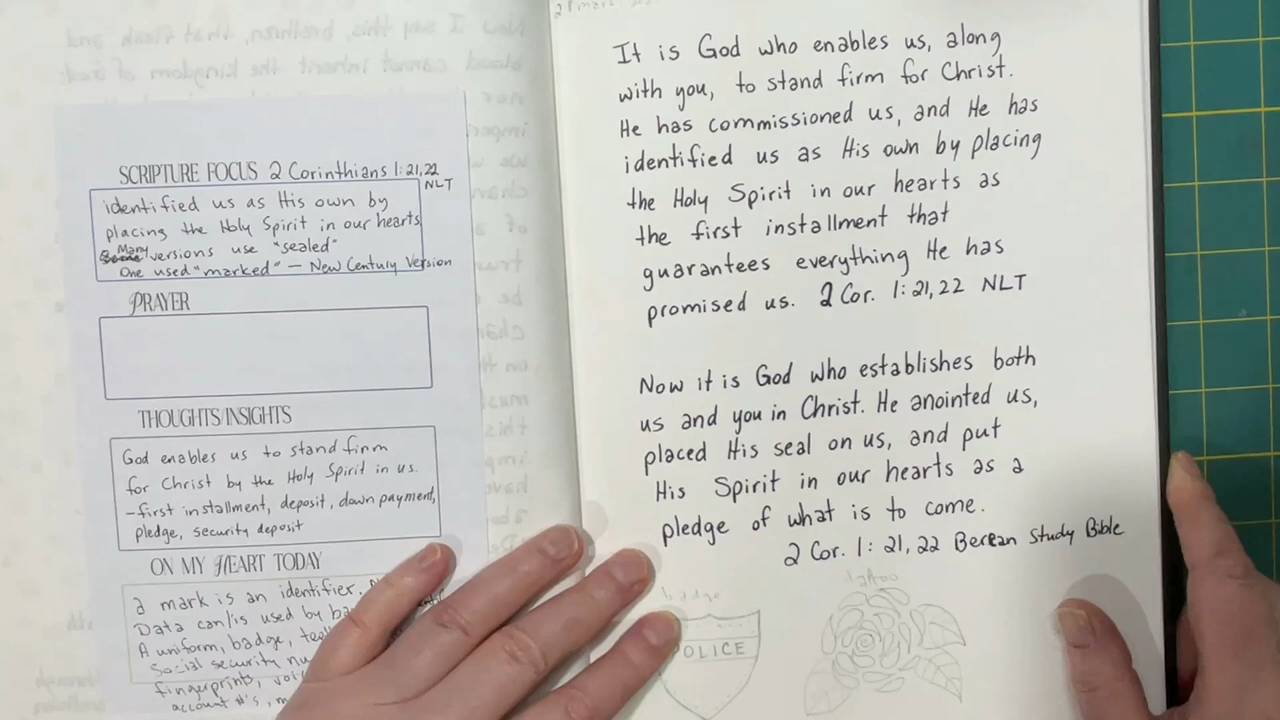 SCRIPTURE FOCUS 2 Corinthians 1:21,22
NLT
identified us as His own by
placing the Holy Spirit in our hearts
Many versions use "sealed"
One used "marked" — New Century Version
PRAYER
THOUGHTS/INSIGHTS
God enables us to stand firm
for Christ by the Holy Spirit in us.
- first installment, deposit, down payment,
pledge, security deposit
ON MY HEART TODAY
a mark is an identifier.
Data can/is used by
A uniform, badge,
Social security
fingerprints,
account #'s,
It is God who enables us, along
with you, to stand firm for Christ.
He has commissioned us, and He has
identified us as His own by placing
the Holy Spirit in our hearts as
the first installment that
guarantees everything He has
promised us. 2 Cor. 1:21,22 NLT
Now it is God who establishes both
us and you in Christ. He anointed us,
placed His seal on us, and put
His Spirit in our hearts as a
pledge of what is to come.
2 Cor. 1: 21,22 Berean Study Bible
badge
tattoo
OLICE